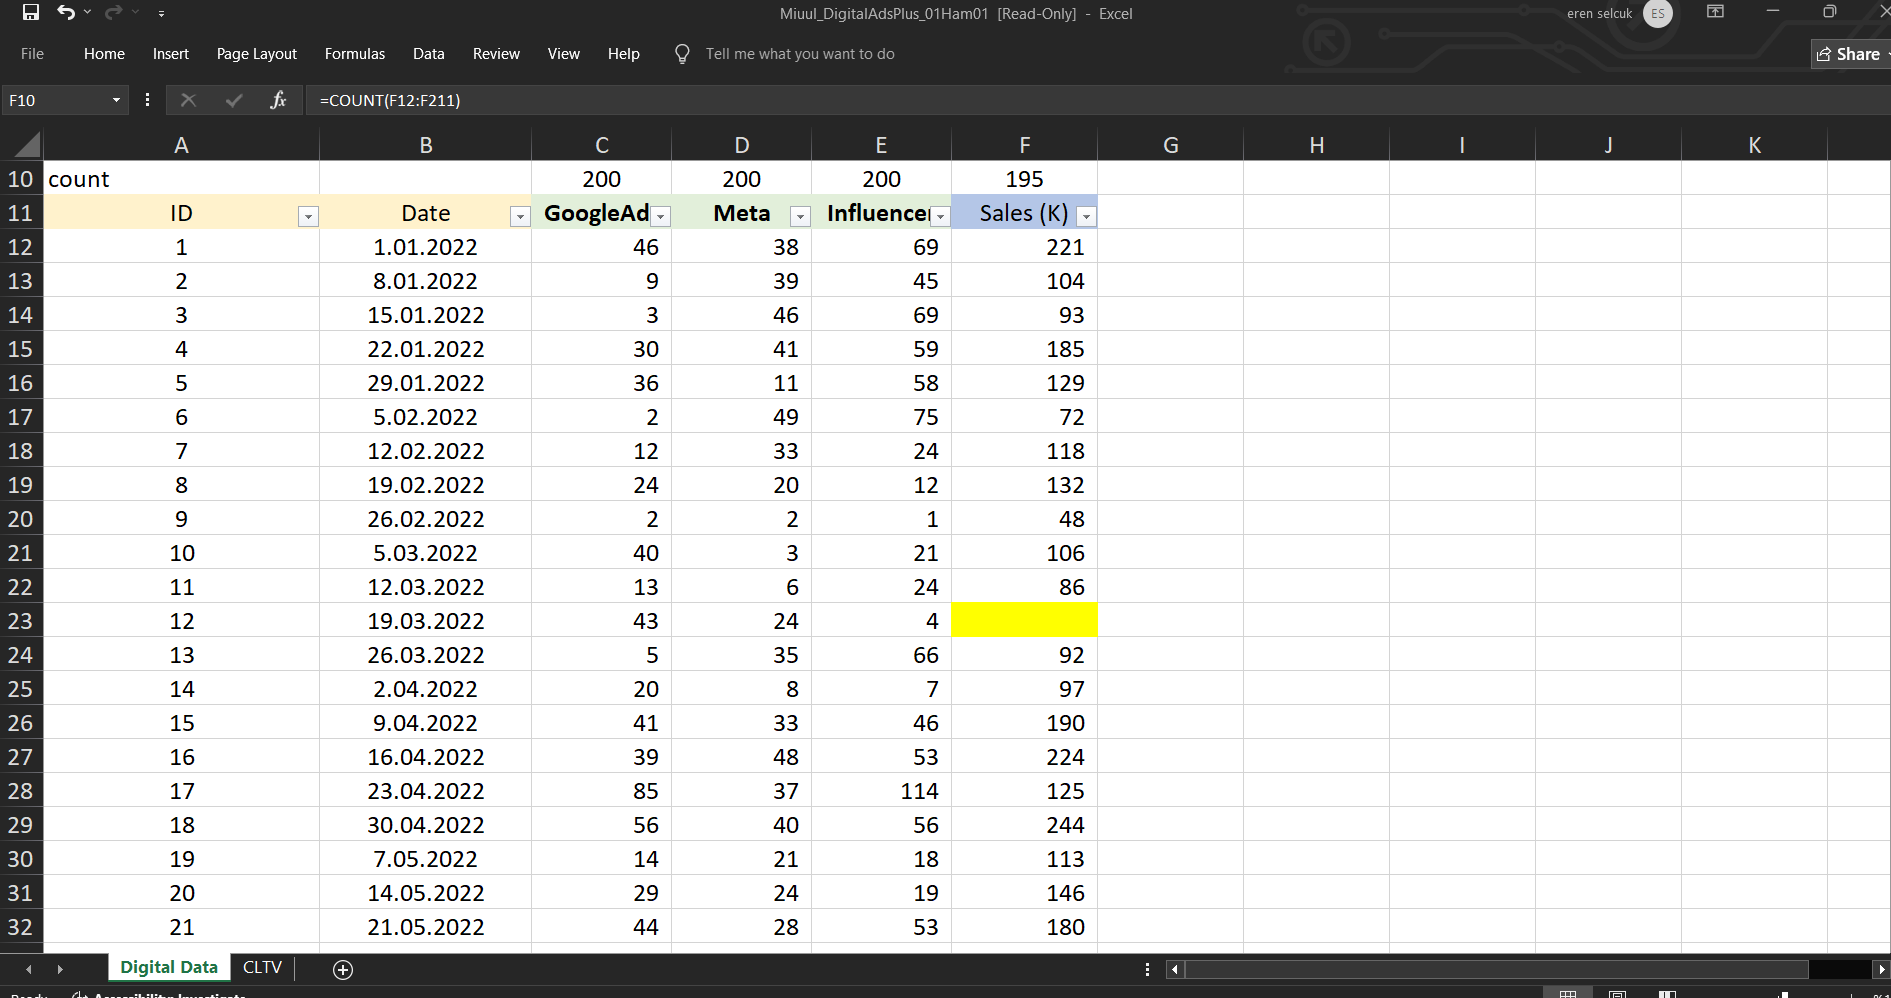 Miuul_DigitalAdsPlus_01Ham01 [Read-Only] - Excel
eren selcuk ES
File Home Insert Page Layout Formulas Data Review View Help Tell me what you want to do Share
F10 fx =COUNT(F12:F211)
A B C D E F G H I J K
10 count 200 200 200 195
11 ID Date GoogleAd Meta Influencer Sales (K)
12 1 1.01.2022 46 38 69 221
13 2 8.01.2022 9 39 45 104
14 3 15.01.2022 3 46 69 93
15 4 22.01.2022 30 41 59 185
16 5 29.01.2022 36 11 58 129
17 6 5.02.2022 2 49 75 72
18 7 12.02.2022 12 33 24 118
19 8 19.02.2022 24 20 12 132
20 9 26.02.2022 2 2 1 48
21 10 5.03.2022 40 3 21 106
22 11 12.03.2022 13 6 24 86
23 12 19.03.2022 43 24 4
24 13 26.03.2022 5 35 66 92
25 14 2.04.2022 20 8 7 97
26 15 9.04.2022 41 33 46 190
27 16 16.04.2022 39 48 53 224
28 17 23.04.2022 85 37 114 125
29 18 30.04.2022 56 40 56 244
30 19 7.05.2022 14 21 18 113
31 20 14.05.2022 29 24 19 146
32 21 21.05.2022 44 28 53 180
Digital Data CLTV
Ready Accessibility: Investigate